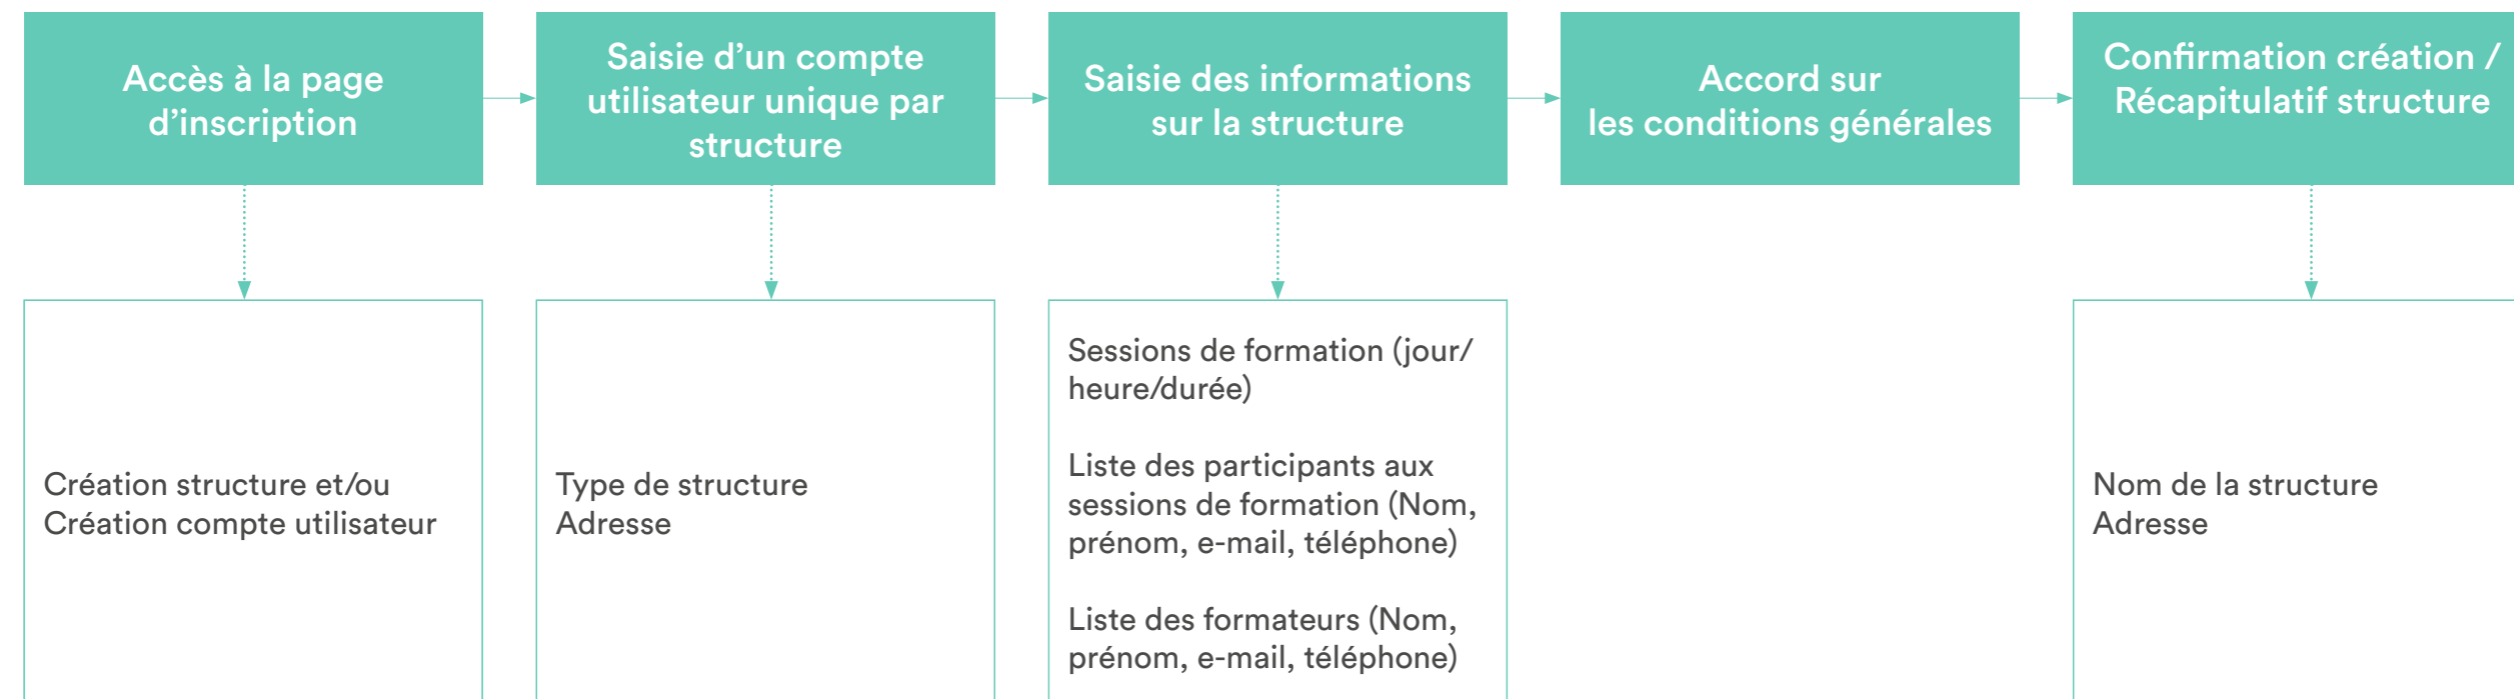 Accès à la page
d’inscription
Saisie d’un compte
utilisateur unique par
structure
Saisie des informations
sur la structure
Accord sur
les conditions générales
Confirmation création /
Récapitulatif structure
Création structure et/ou
Création compte utilisateur
Type de structure
Adresse
Sessions de formation (jour/
heure/durée)
Liste des participants aux
sessions de formation (Nom,
prénom, e-mail, téléphone)
Liste des formateurs (Nom,
prénom, e-mail, téléphone)
Nom de la structure
Adresse